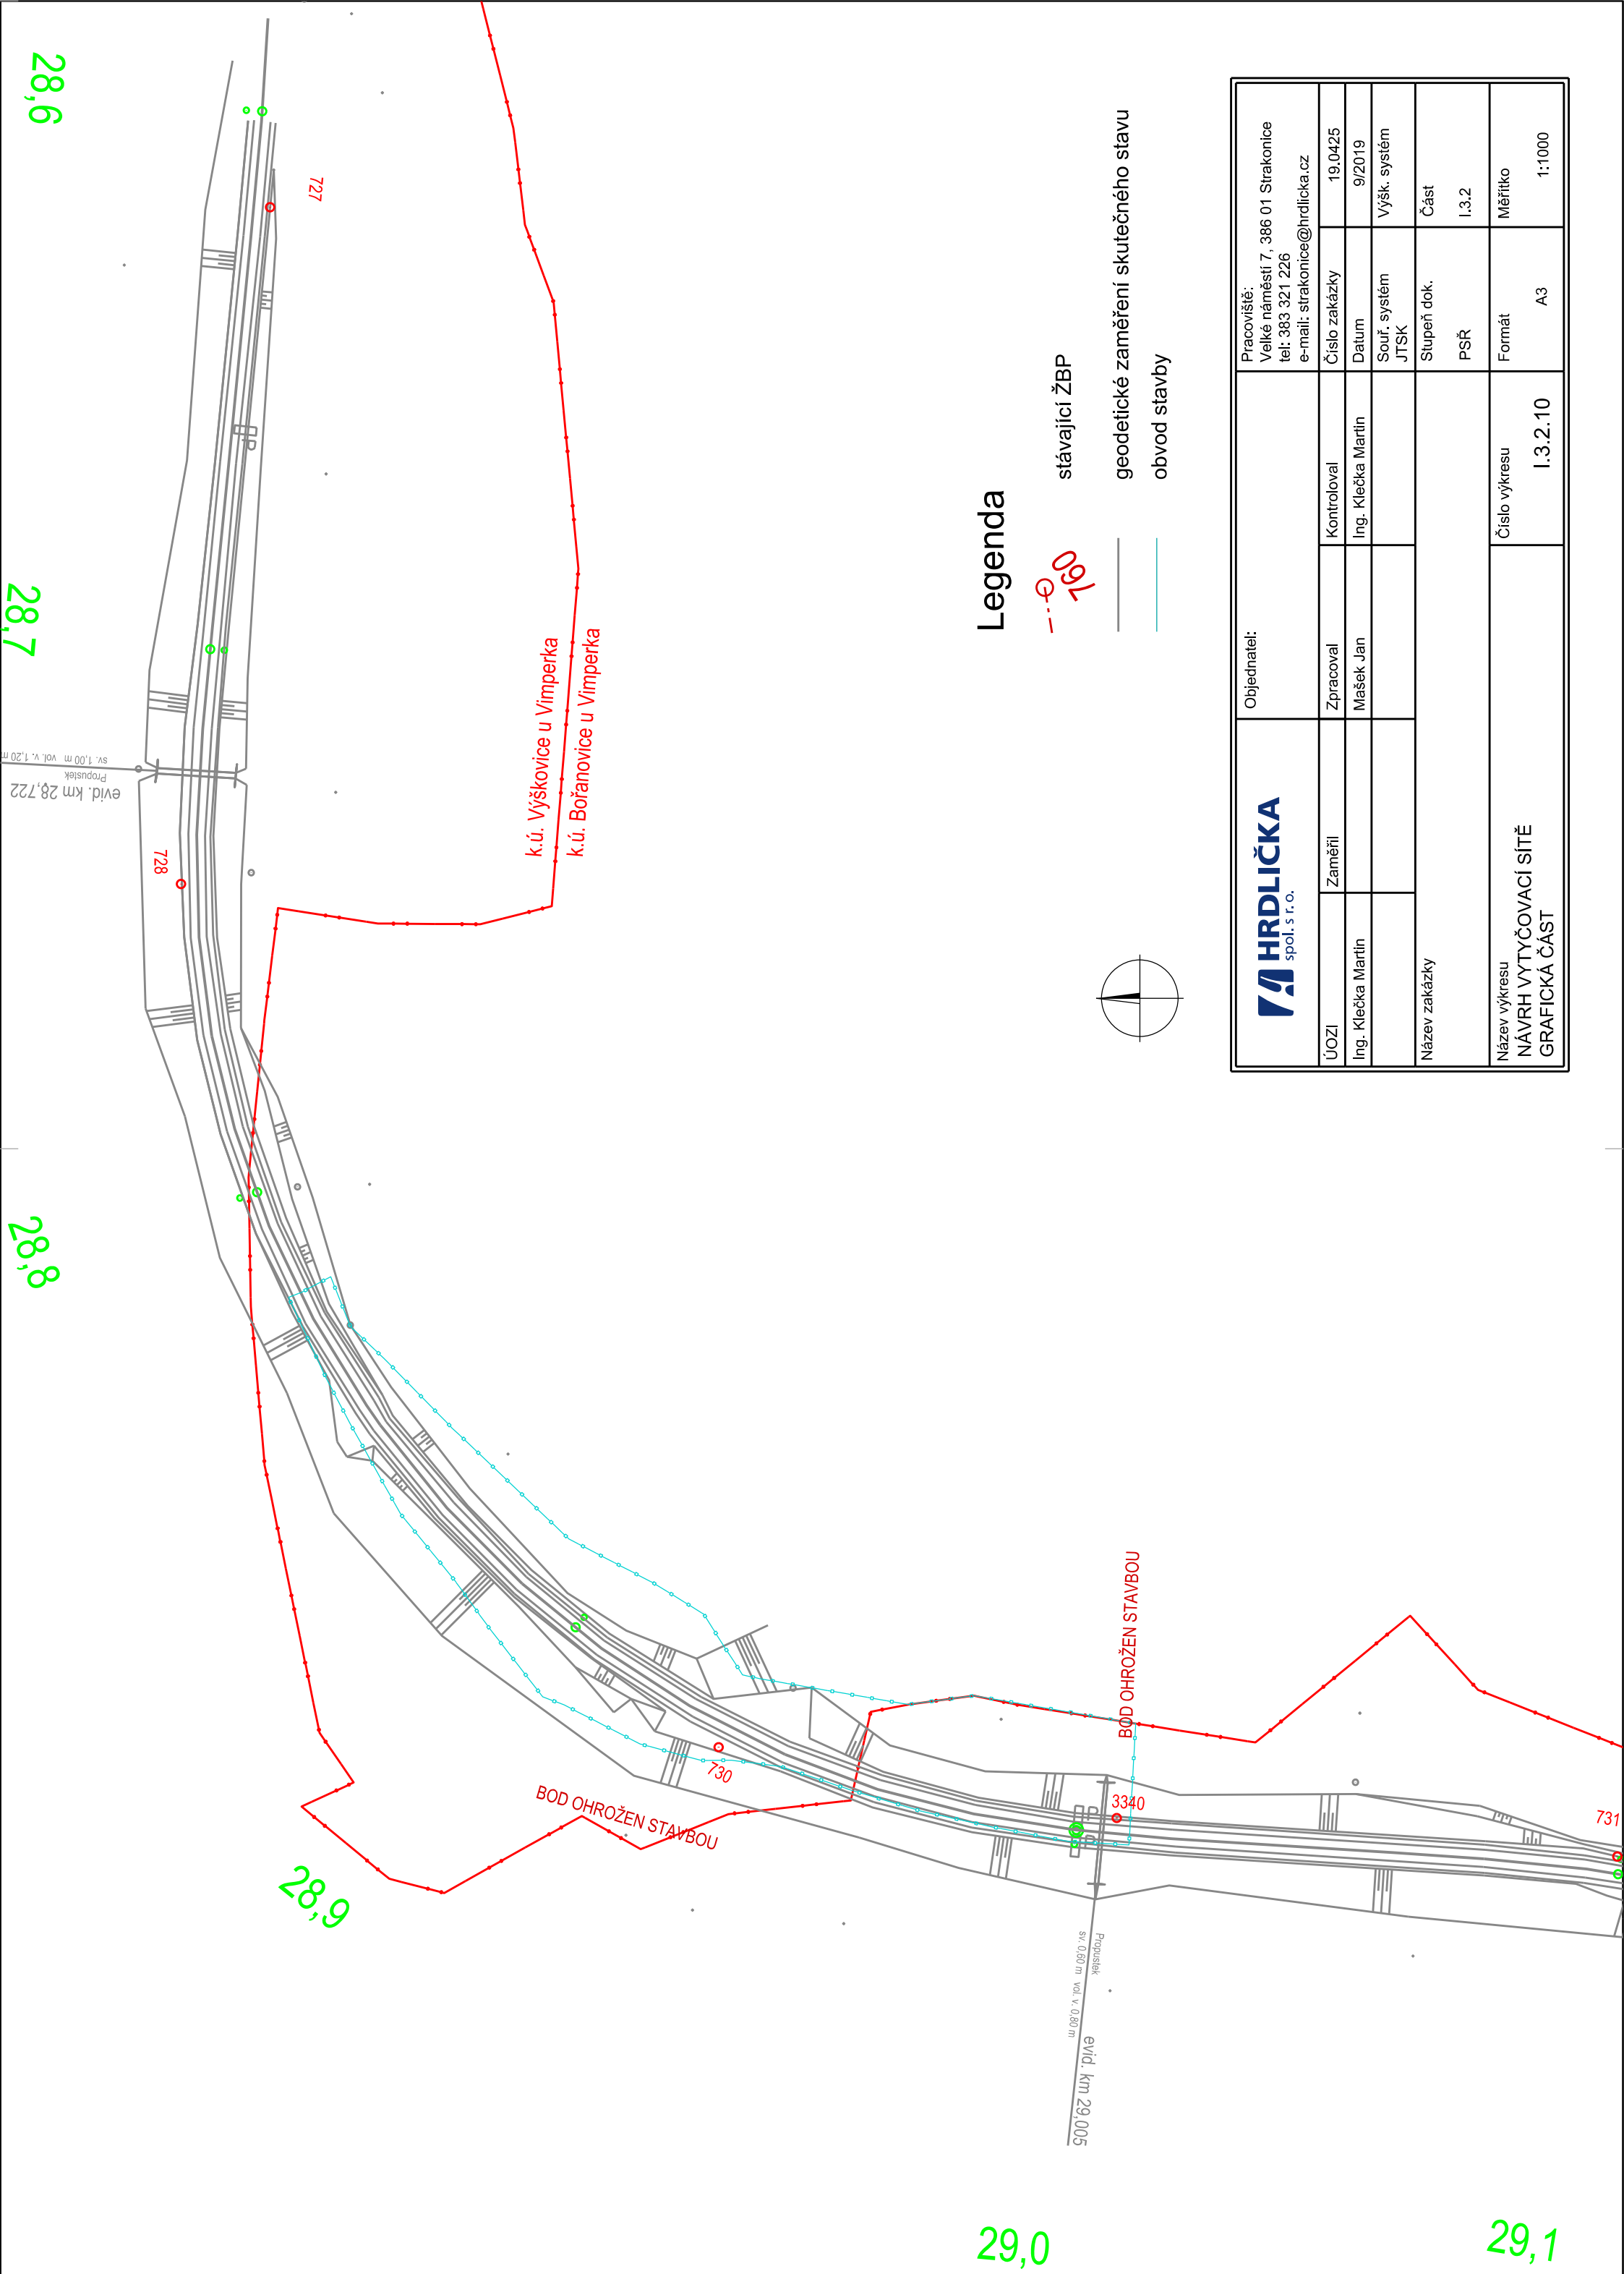 28,6
28,7
28,8
28,9
29,0
29,1
727
728
730
3340
731
TP
evid. km 28,722
Propustek
sv. 1,00 m vol. v. 1,20 m
k.ú. Výškovice u Vimperka
k.ú. Bořanovice u Vimperka
BOD OHROŽEN STAVBOU
BOD OHROŽEN STAVBOU
Propustek
sv. 0,60 m vol. v. 0,80 m
evid. km 29,005
Legenda
760
stávající ŽBP
geodetické zaměření skutečného stavu
obvod stavby
HRDLIČKA
spol. s r. o.
Objednatel:
Pracoviště:
Velké náměstí 7, 386 01 Strakonice
tel: 383 321 226
e-mail: strakonice@hrdlicka.cz
ÚOZI Zaměřil Zpracoval Kontroloval Číslo zakázky 19.0425
Ing. Klečka Martin Mašek Jan Ing. Klečka Martin Datum 9/2019
Souř. systém Výšk. systém
JTSK
Název zakázky Stupeň dok. Část
PSŘ I.3.2
Název výkresu Číslo výkresu Formát Měřítko
NÁVRH VYTYČOVACÍ SÍTĚ
GRAFICKÁ ČÁST
I.3.2.10 A3 1:1000